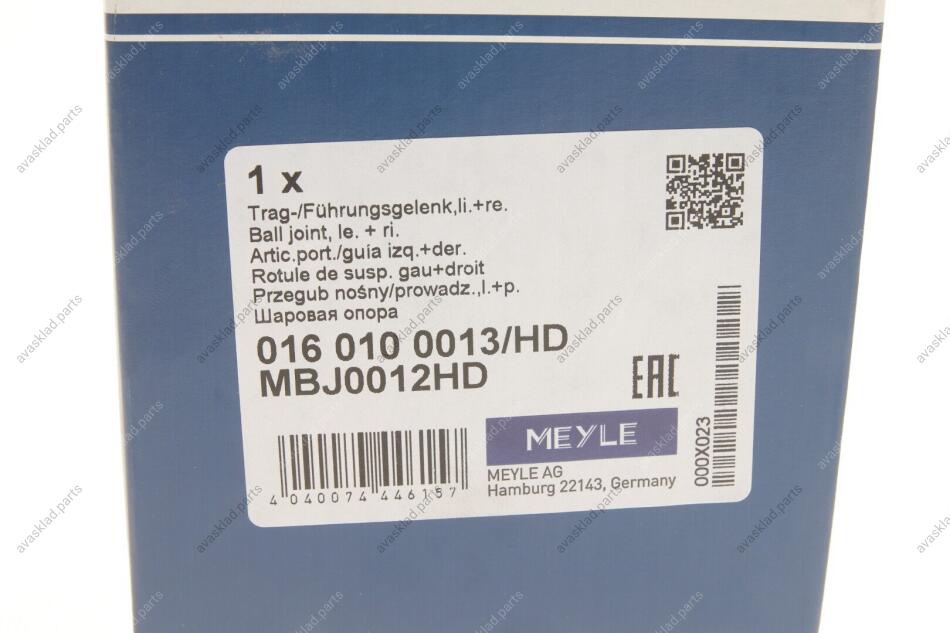 1 x
Trag-/Führungsgelenk,li.+re.
Ball joint, le. + ri.
Artic.port./guía izq.+der.
Rotule de susp. gau+droit
Przegub nośny/prowadz.,l.+p.
Шаровая опора
016 010 0013/HD
MBJ0012HD
EAC
MEYLE
MEYLE AG
Hamburg 22143, Germany
4 040074 446157
000X023
avasklad.parts